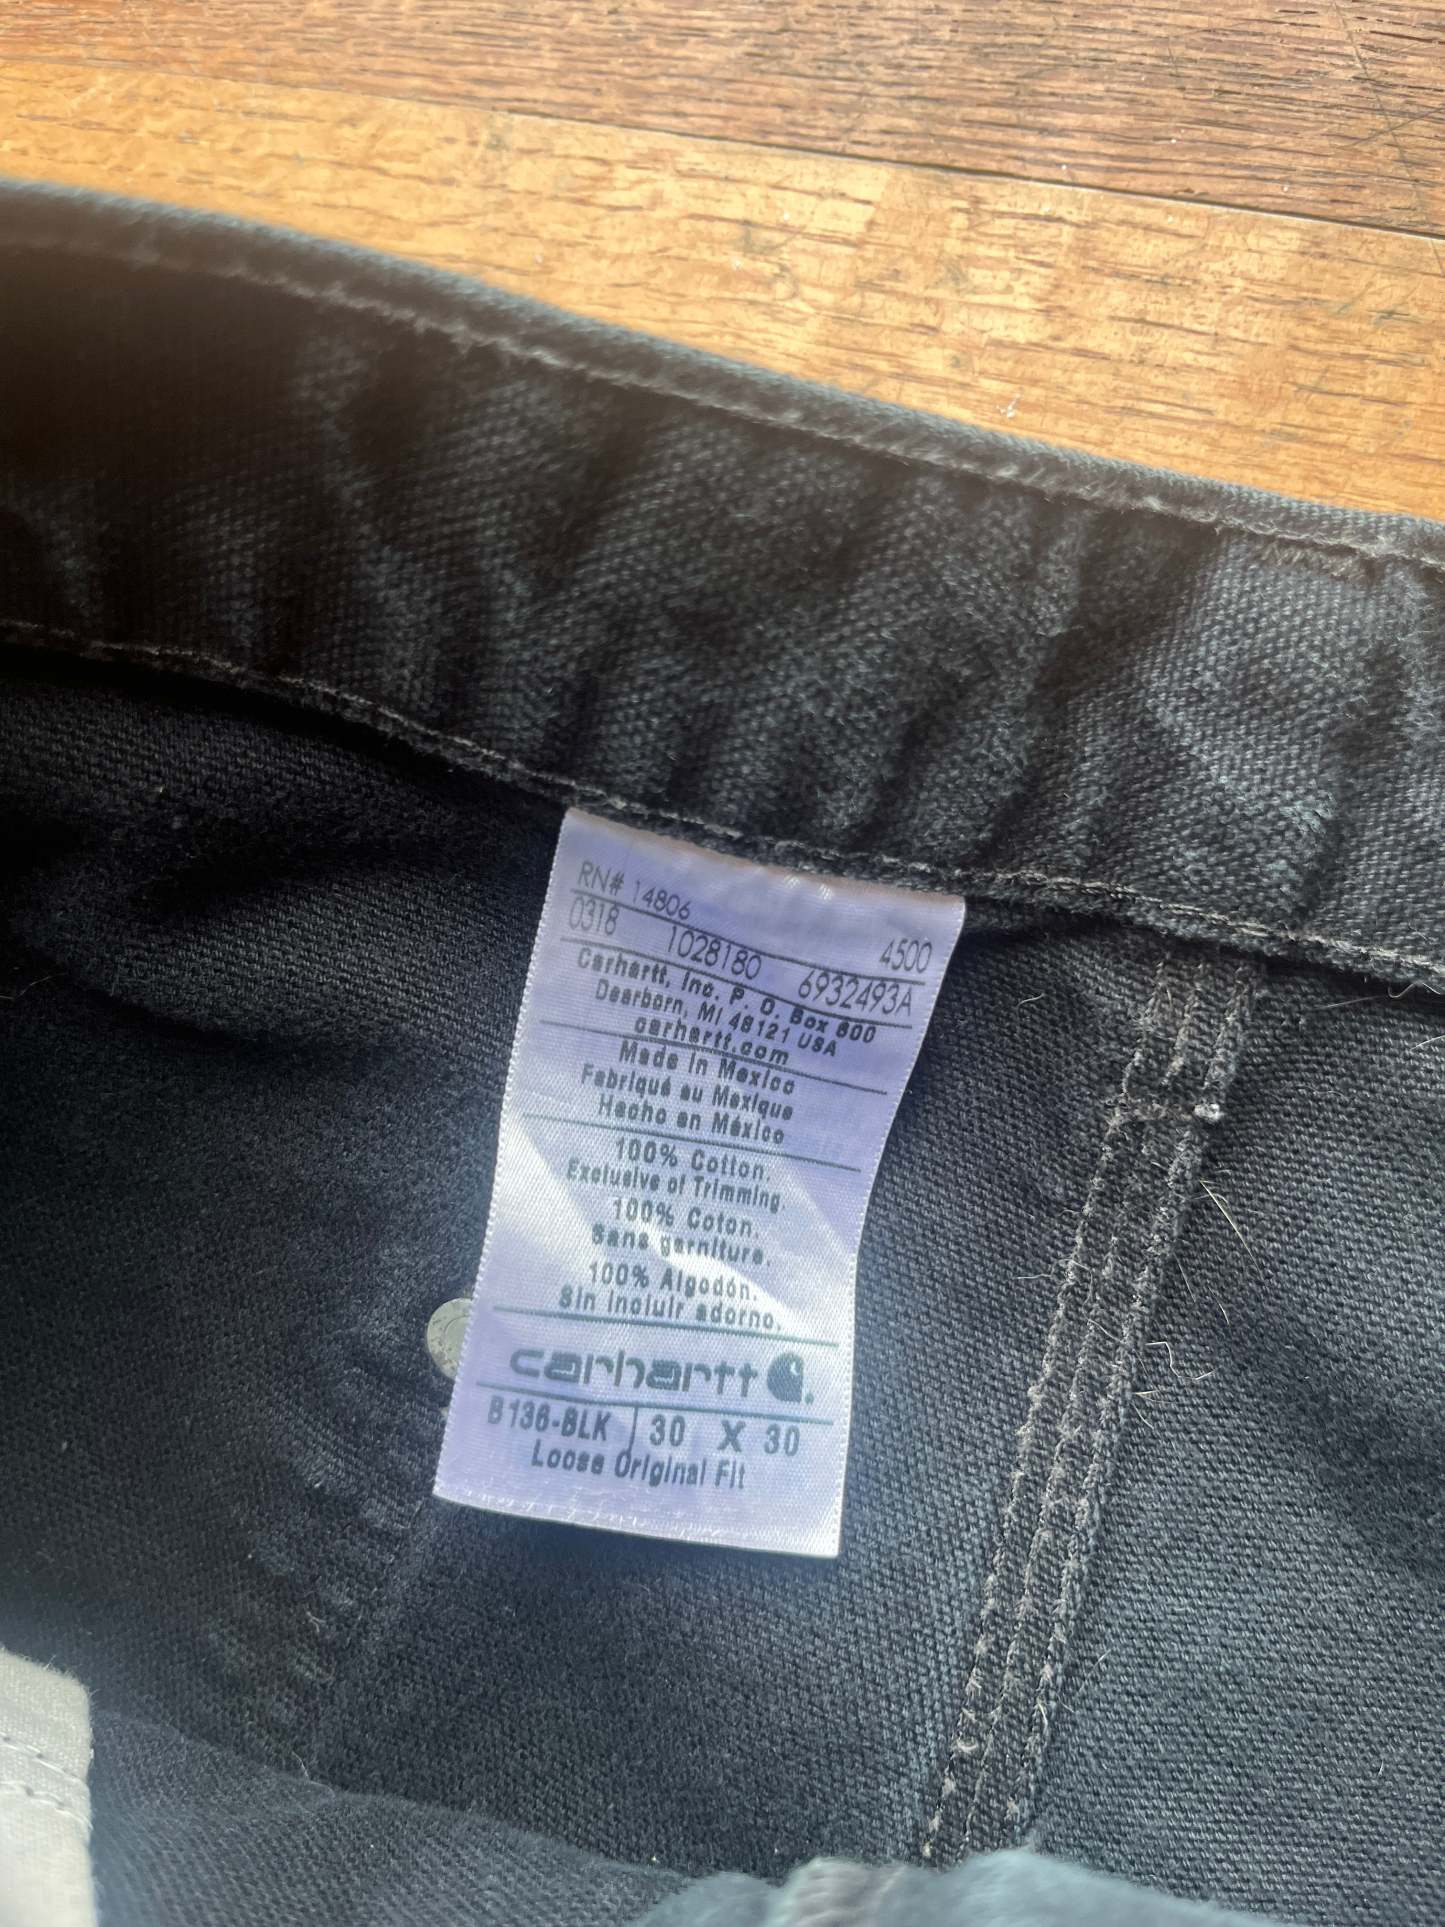 RN# 14806
0318 1028180 4500
6932493A
Carhartt, Inc. P. O. Box 600
Dearborn, MI 48121 USA
carhartt.com
Made in Mexico
Fabriqué au Mexique
Hecho en México
100% Cotton.
Exclusive of Trimming.
100% Coton.
Sans garniture.
100% Algodón.
Sin incluir adorno.
carhartt
B136-BLK 30 X 30
Loose Original Fit